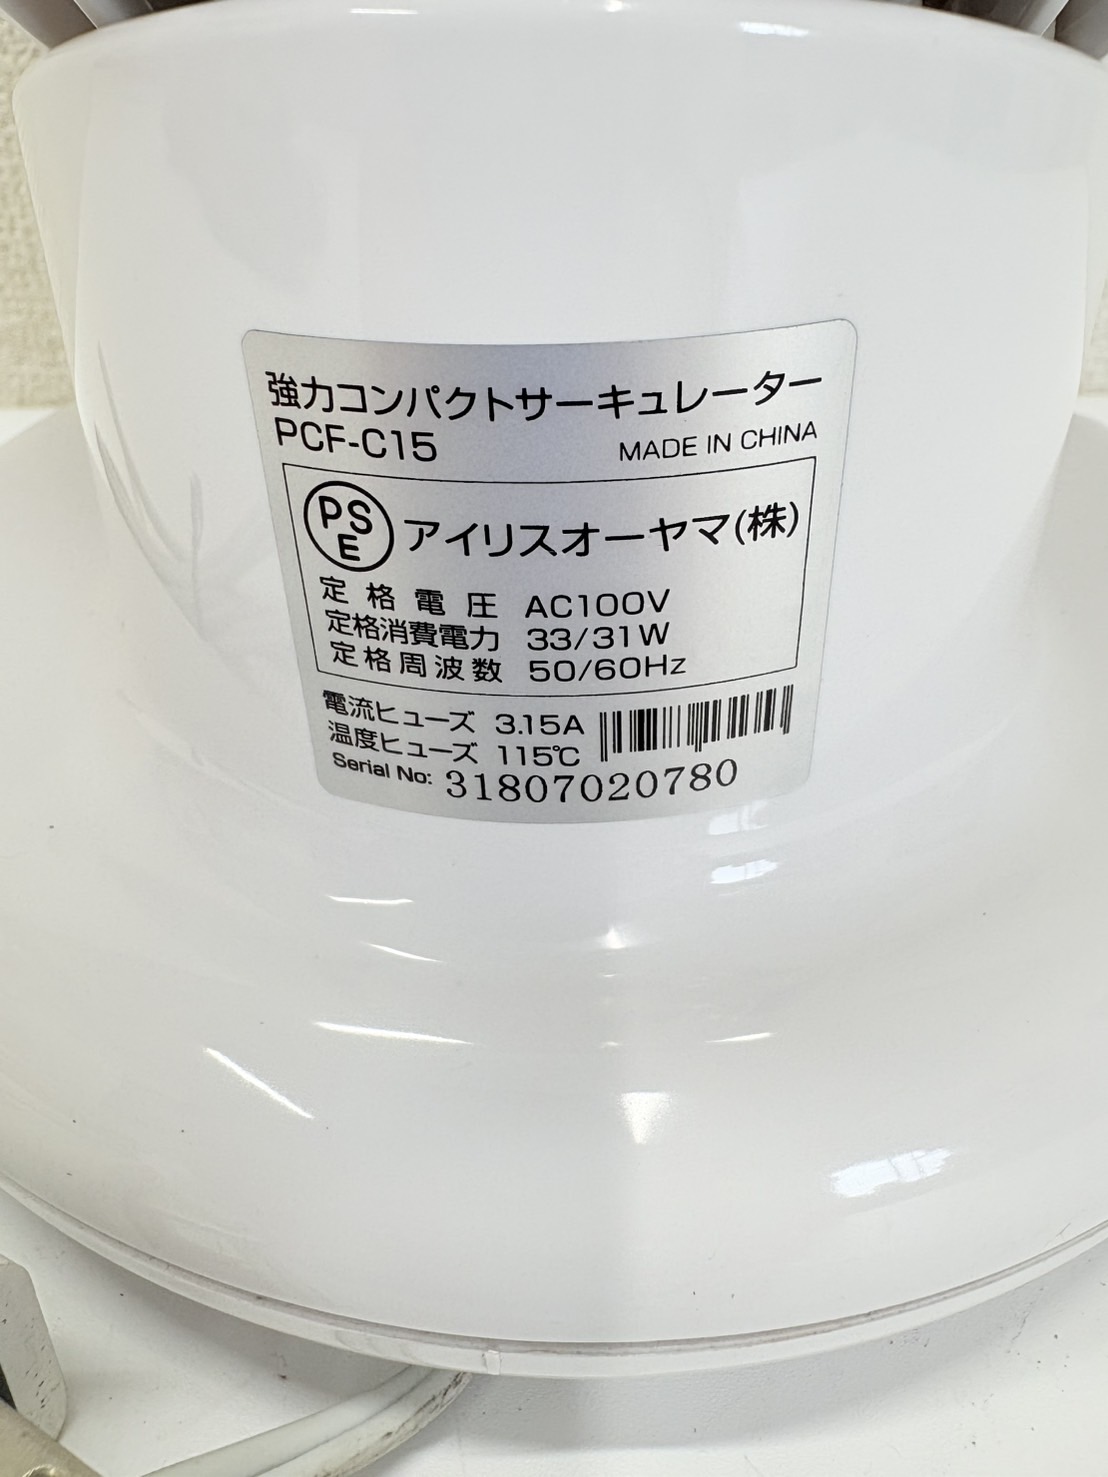 強力コンパクトサーキュレーター
PCF-C15 MADE IN CHINA
PSE アイリスオーヤマ(株)
定格電圧 AC100V
定格消費電力 33/31W
定格周波数 50/60Hz
電流ヒューズ 3.15A
温度ヒューズ 115℃
Serial No: 31807020780